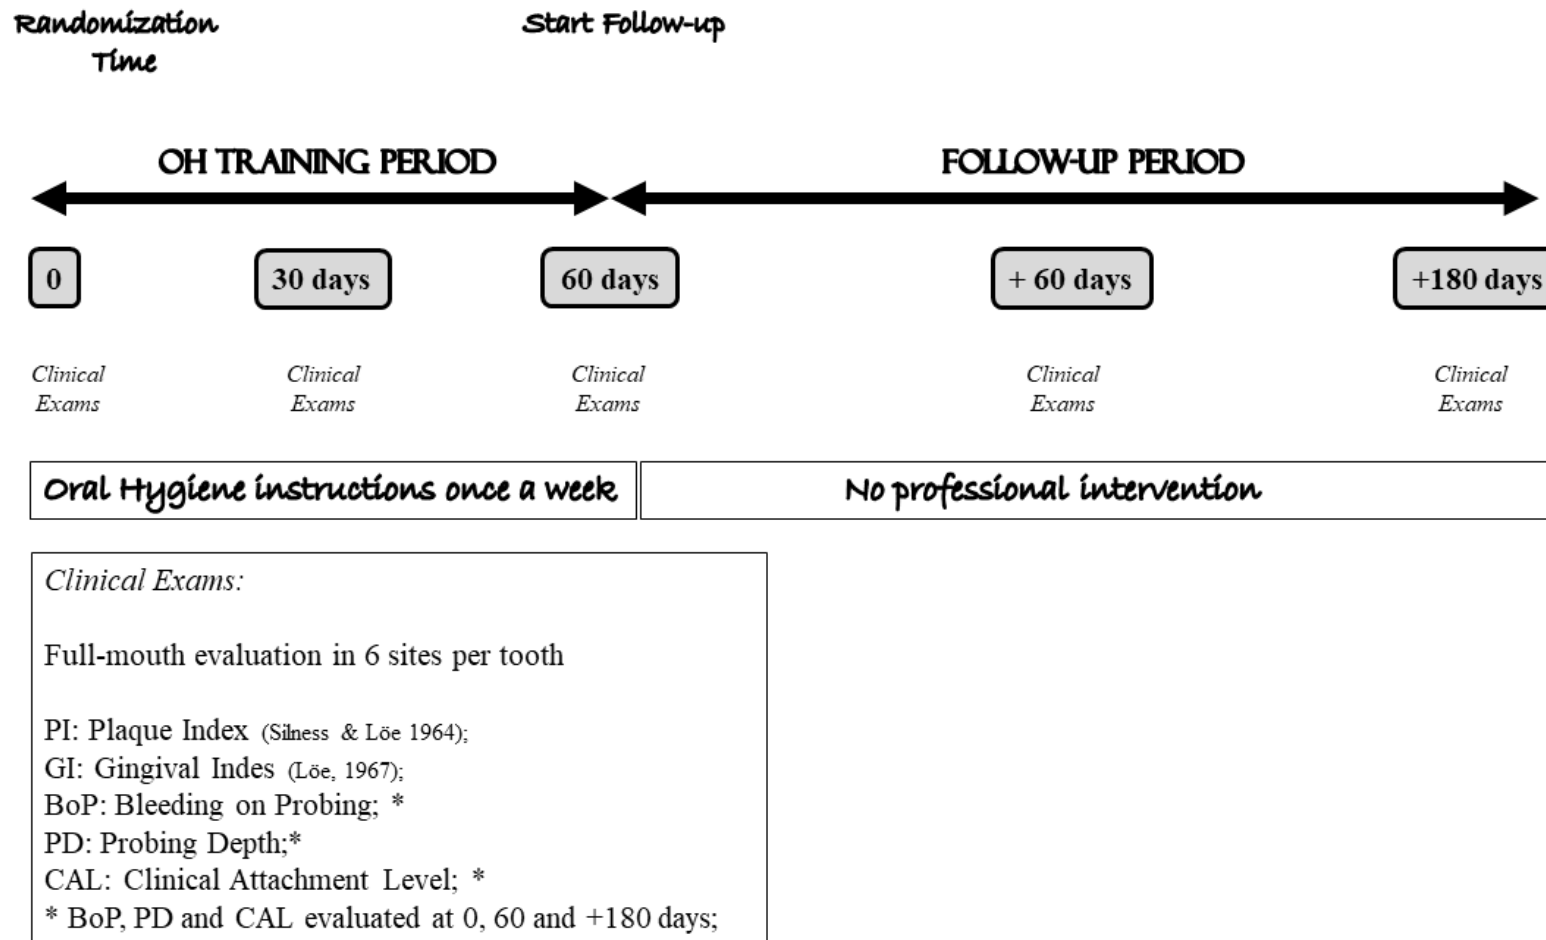 Randomization
Time
Start Follow-up
OH TRAINING PERIOD
FOLLOW-UP PERIOD
0
30 days
60 days
+ 60 days
+180 days
Clinical
Exams
Clinical
Exams
Clinical
Exams
Clinical
Exams
Clinical
Exams
Oral Hygiene instructions once a week
No professional intervention
Clinical Exams:
Full-mouth evaluation in 6 sites per tooth
PI: Plaque Index (Silness & Löe 1964);
GI: Gingival Indes (Löe, 1967);
BoP: Bleeding on Probing; *
PD: Probing Depth;*
CAL: Clinical Attachment Level; *
* BoP, PD and CAL evaluated at 0, 60 and +180 days;